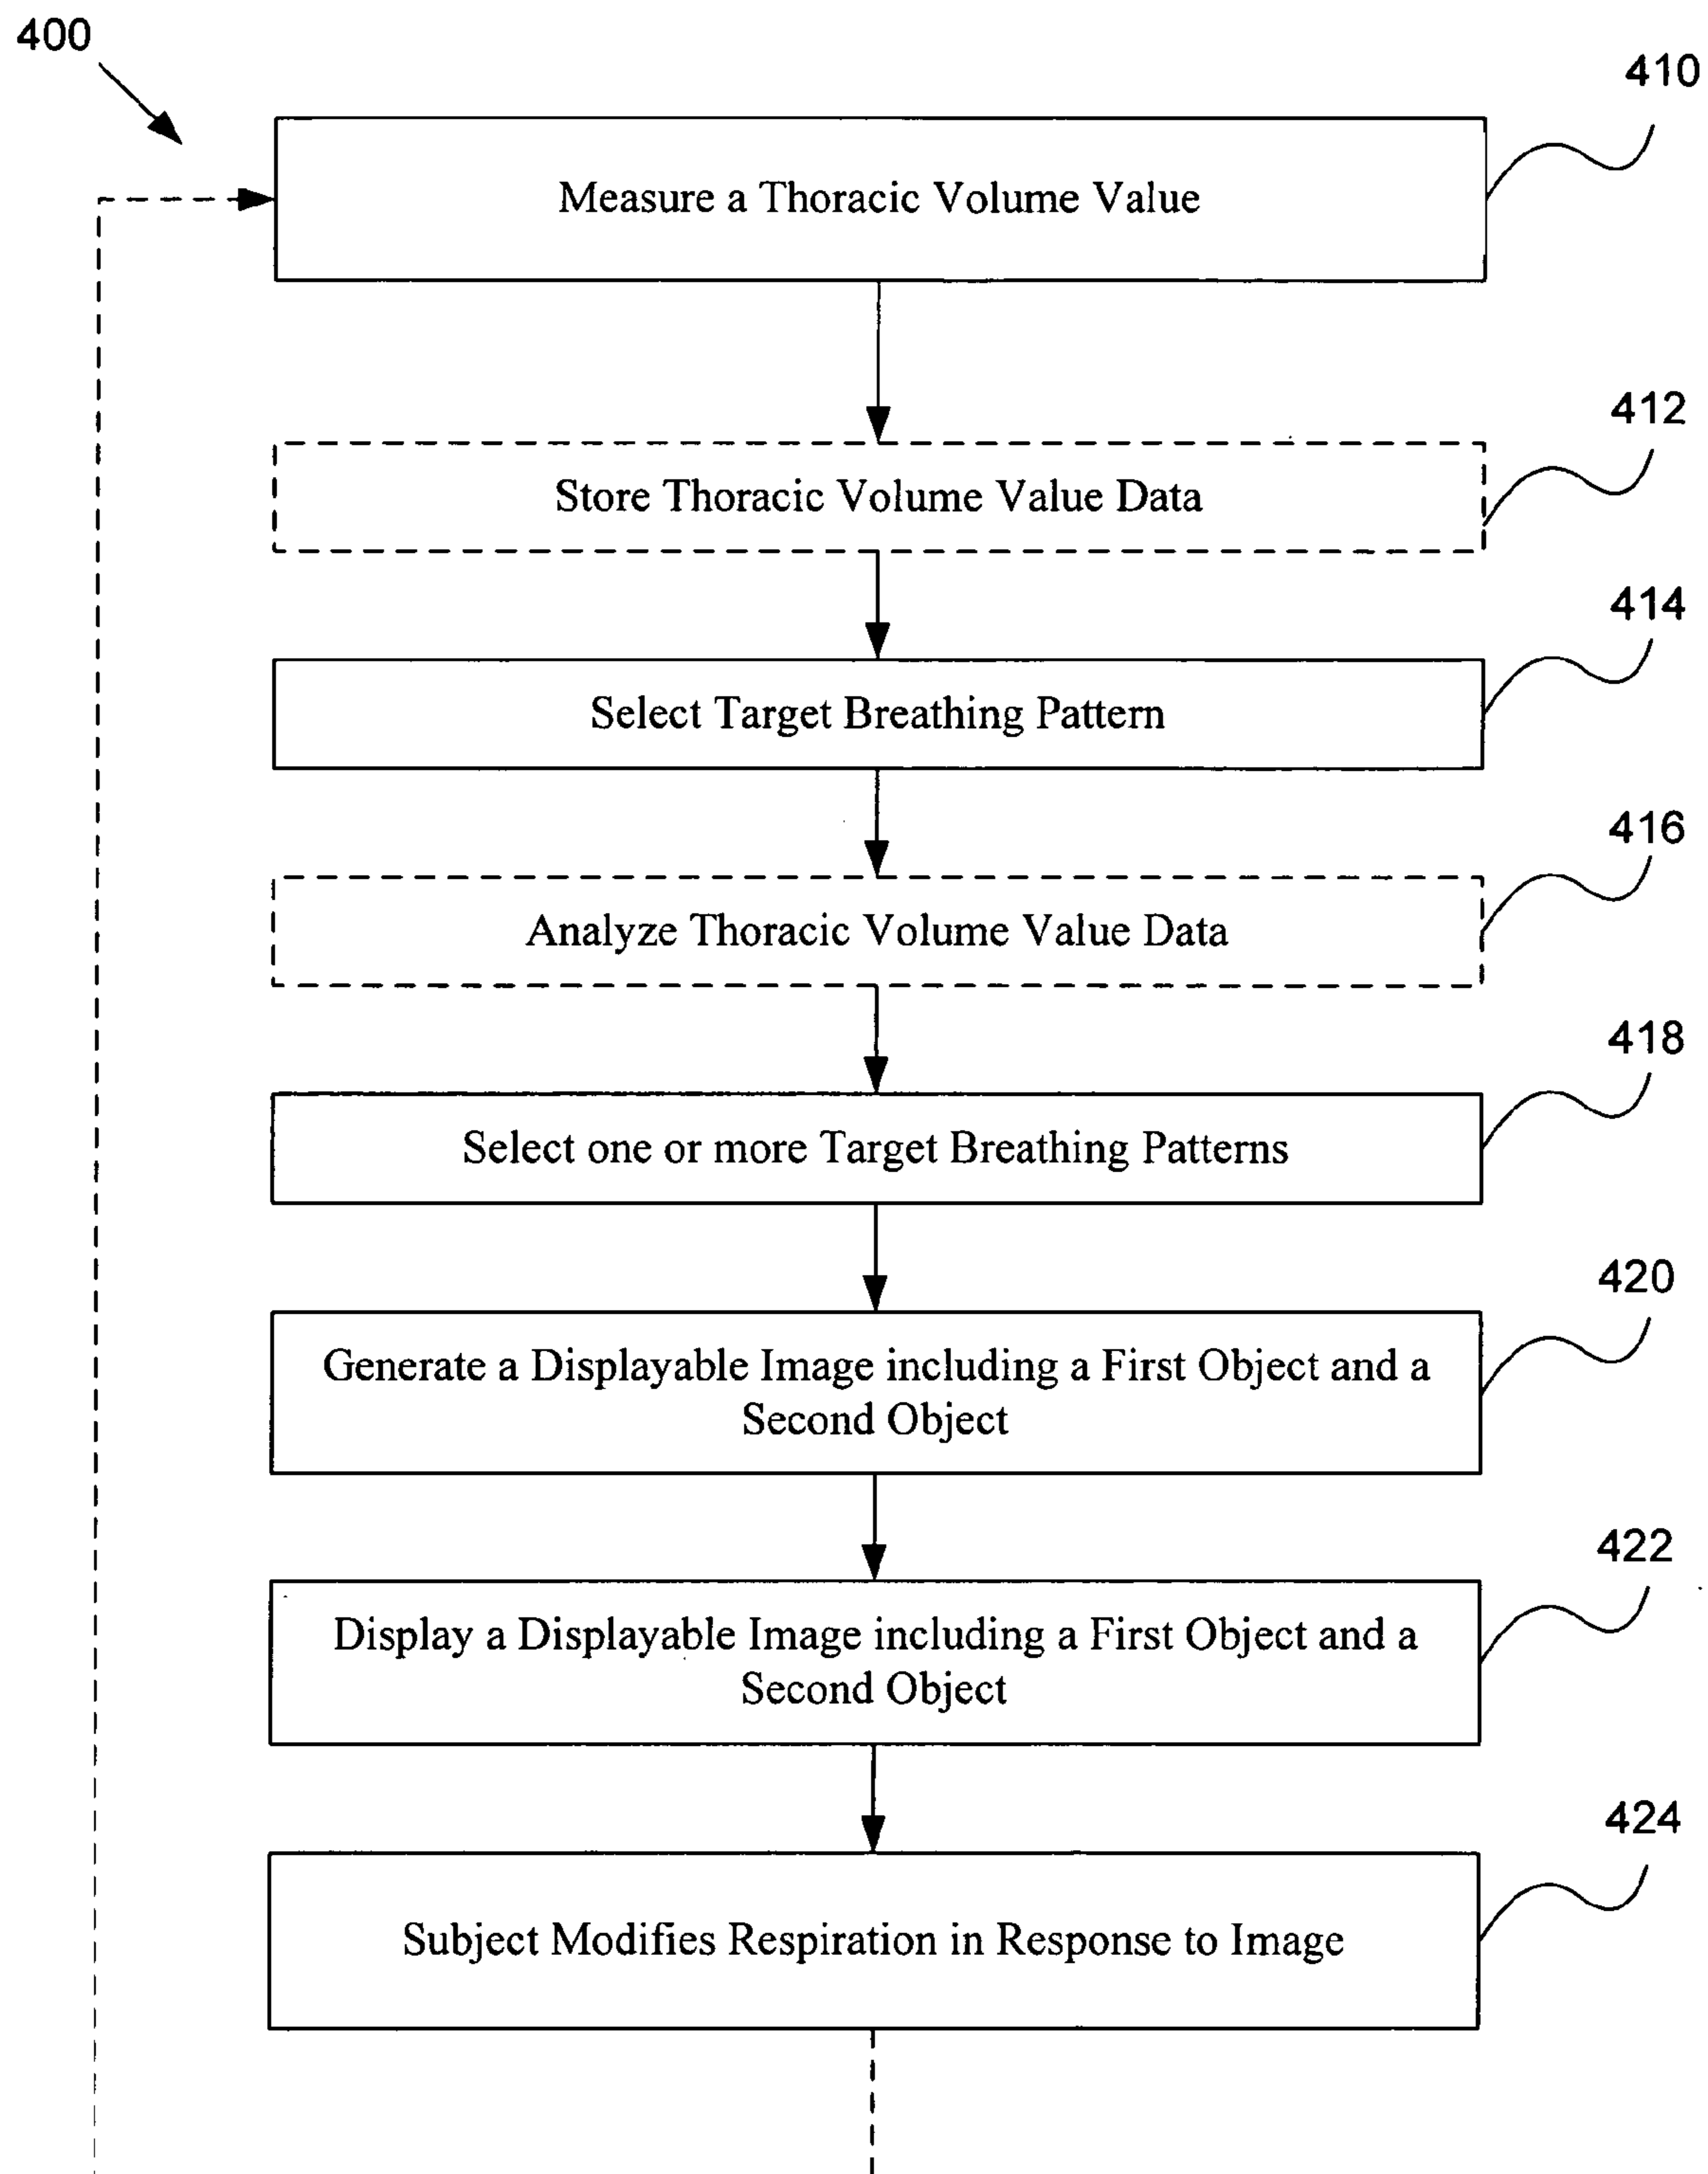 400
410
Measure a Thoracic Volume Value
412
Store Thoracic Volume Value Data
414
Select Target Breathing Pattern
416
Analyze Thoracic Volume Value Data
418
Select one or more Target Breathing Patterns
420
Generate a Displayable Image including a First Object and a
Second Object
422
Display a Displayable Image including a First Object and a
Second Object
424
Subject Modifies Respiration in Response to Image